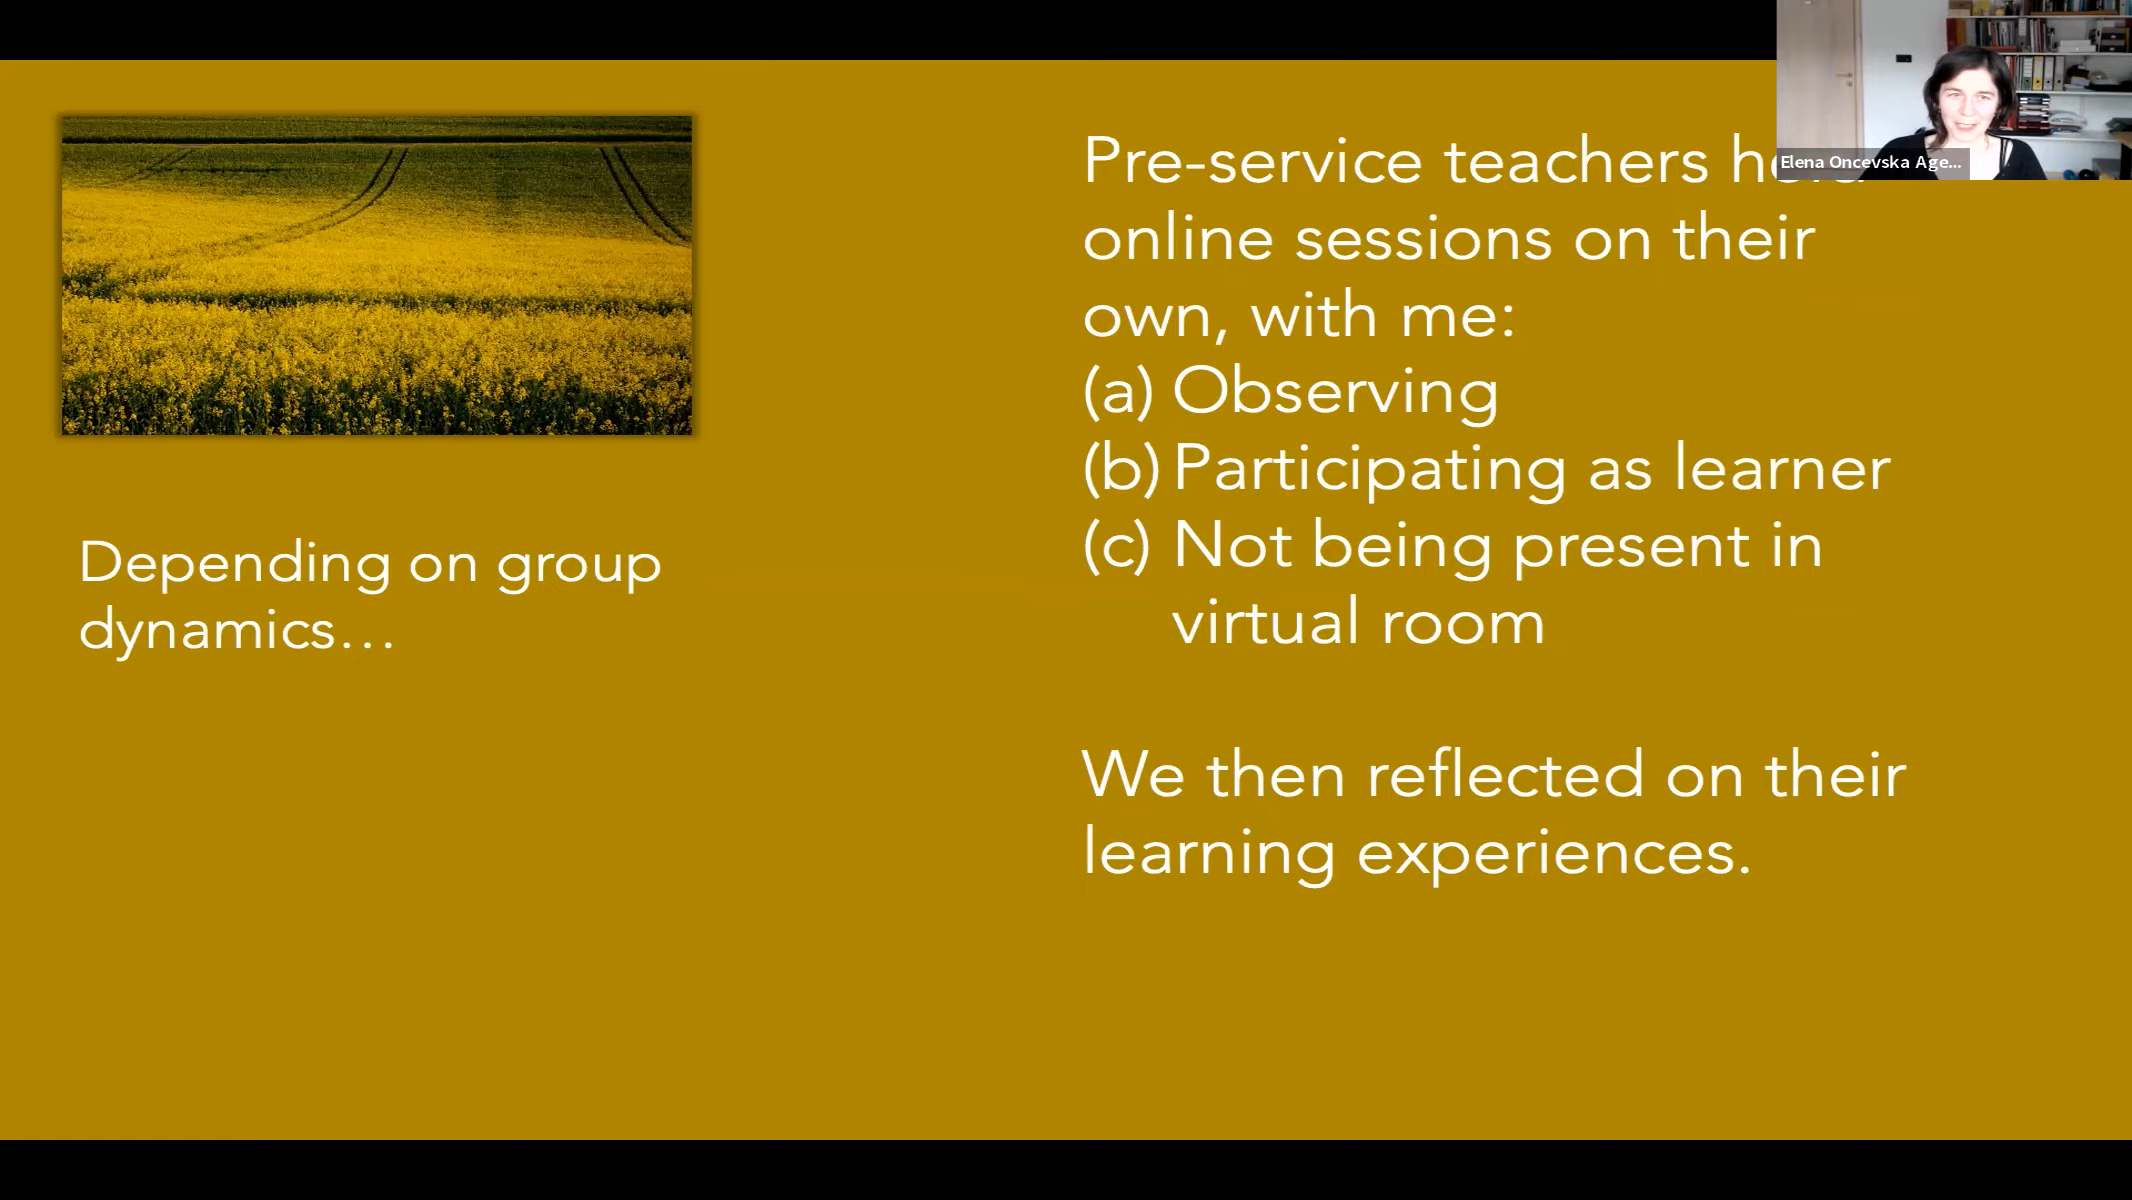 Elena Oncevska Age...
Pre-service teachers
online sessions on their
own, with me:
(a) Observing
(b) Participating as learner
(c) Not being present in
virtual room
We then reflected on their
learning experiences.
Depending on group
dynamics...